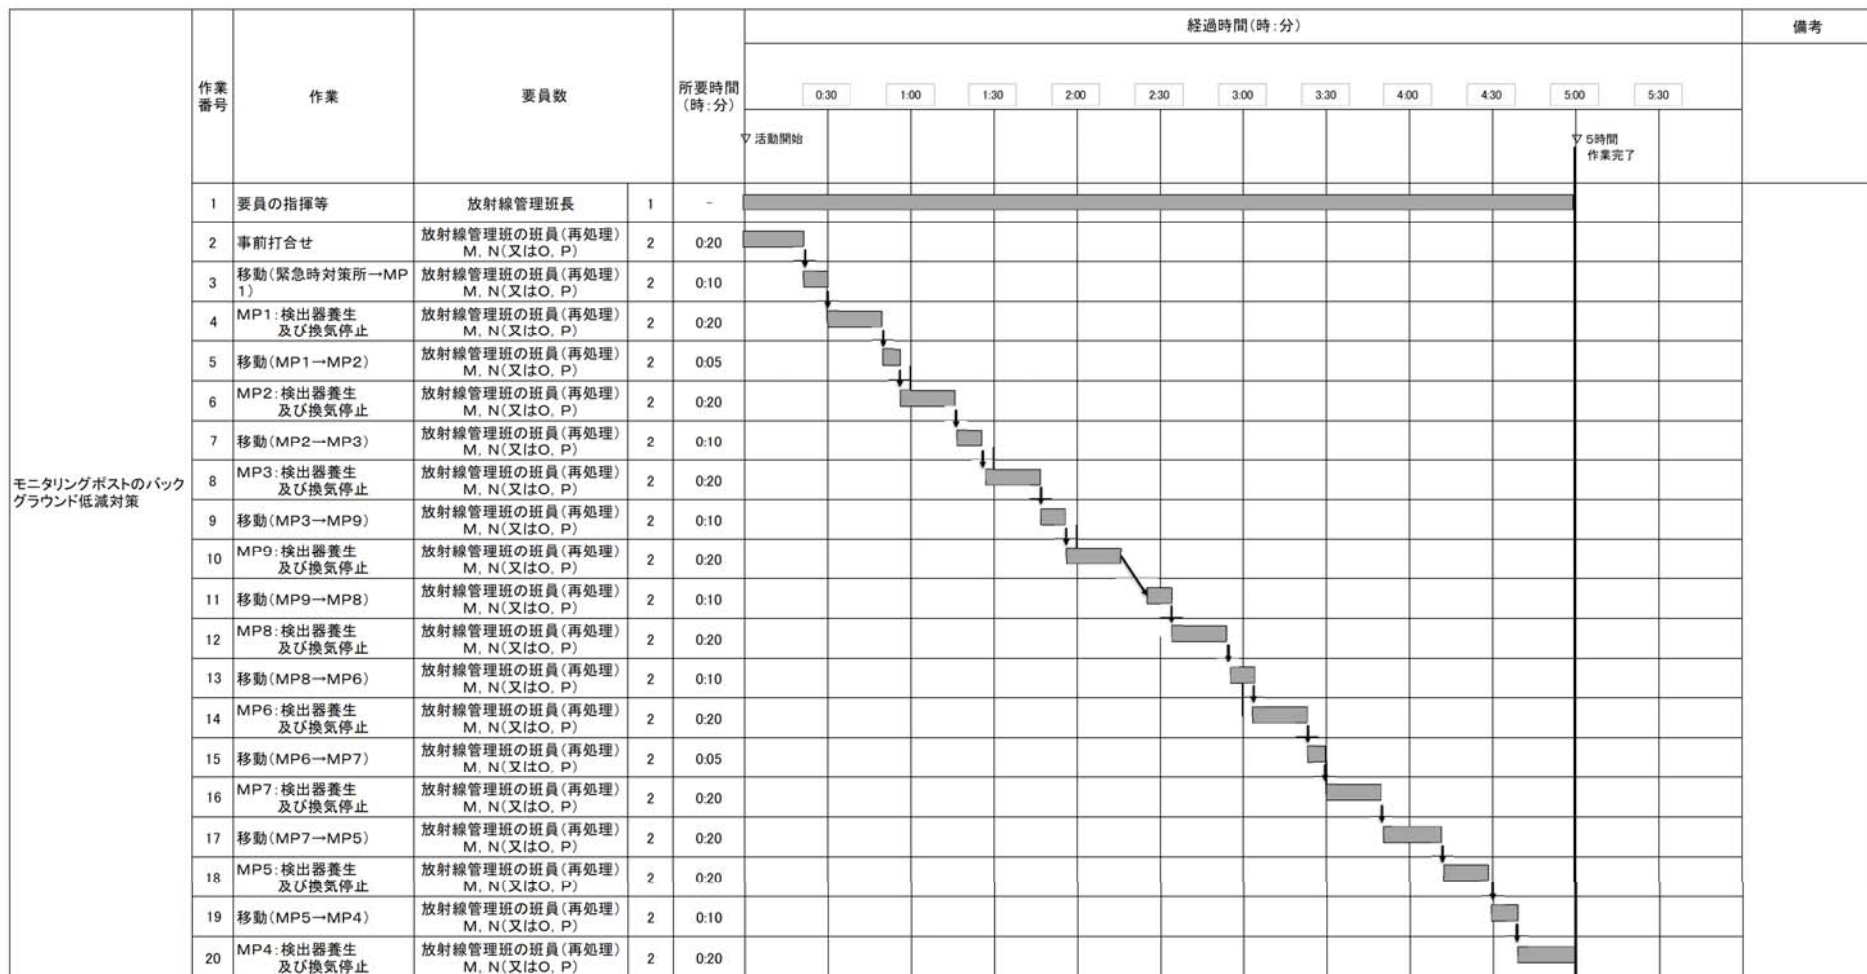 経過時間(時:分)
備考
作業番号
作業
要員数
所要時間(時:分)
0:30
1:00
1:30
2:00
2:30
3:00
3:30
4:00
4:30
5:00
5:30
▽ 活動開始
▽ 5時間
作業完了
モニタリングポストのバック
グラウンド低減対策
1 要員の指揮等 放射線管理班長 1 -
2 事前打合せ 放射線管理班の班員(再処理) 2 0:20
M, N(又はO, P)
3 移動(緊急時対策所→MP 放射線管理班の班員(再処理) 2 0:10
1) M, N(又はO, P)
4 MP1:検出器養生 放射線管理班の班員(再処理) 2 0:20
及び換気停止 M, N(又はO, P)
5 移動(MP1→MP2) 放射線管理班の班員(再処理) 2 0:05
M, N(又はO, P)
6 MP2:検出器養生 放射線管理班の班員(再処理) 2 0:20
及び換気停止 M, N(又はO, P)
7 移動(MP2→MP3) 放射線管理班の班員(再処理) 2 0:10
M, N(又はO, P)
8 MP3:検出器養生 放射線管理班の班員(再処理) 2 0:20
及び換気停止 M, N(又はO, P)
9 移動(MP3→MP9) 放射線管理班の班員(再処理) 2 0:10
M, N(又はO, P)
10 MP9:検出器養生 放射線管理班の班員(再処理) 2 0:20
及び換気停止 M, N(又はO, P)
11 移動(MP9→MP8) 放射線管理班の班員(再処理) 2 0:10
M, N(又はO, P)
12 MP8:検出器養生 放射線管理班の班員(再処理) 2 0:20
及び換気停止 M, N(又はO, P)
13 移動(MP8→MP6) 放射線管理班の班員(再処理) 2 0:10
M, N(又はO, P)
14 MP6:検出器養生 放射線管理班の班員(再処理) 2 0:20
及び換気停止 M, N(又はO, P)
15 移動(MP6→MP7) 放射線管理班の班員(再処理) 2 0:05
M, N(又はO, P)
16 MP7:検出器養生 放射線管理班の班員(再処理) 2 0:20
及び換気停止 M, N(又はO, P)
17 移動(MP7→MP5) 放射線管理班の班員(再処理) 2 0:20
M, N(又はO, P)
18 MP5:検出器養生 放射線管理班の班員(再処理) 2 0:20
及び換気停止 M, N(又はO, P)
19 移動(MP5→MP4) 放射線管理班の班員(再処理) 2 0:10
M, N(又はO, P)
20 MP4:検出器養生 放射線管理班の班員(再処理) 2 0:20
及び換気停止 M, N(又はO, P)